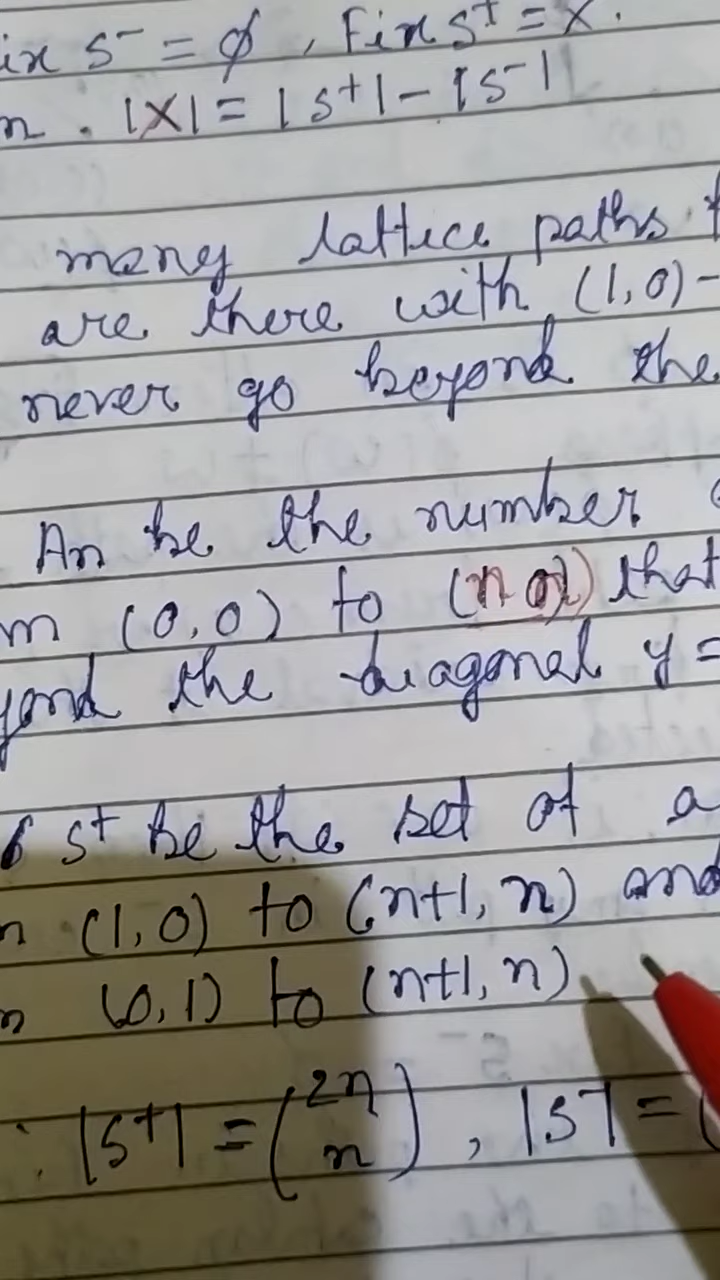 ix S⁻ = ∅, Fix S⁺ = X.
n. |X| = |S⁺| - |S⁻|
many lattice paths
are there with (1,0)-
never go beyond the
An be the number
m (0,0) to (n n) that
yond the diagonal y =
S⁺ be the set of a
n (1,0) to (n+1, n) and
n (0,1) to (n+1, n)
∴ |S⁺| = (2n n), |S⁻| = (